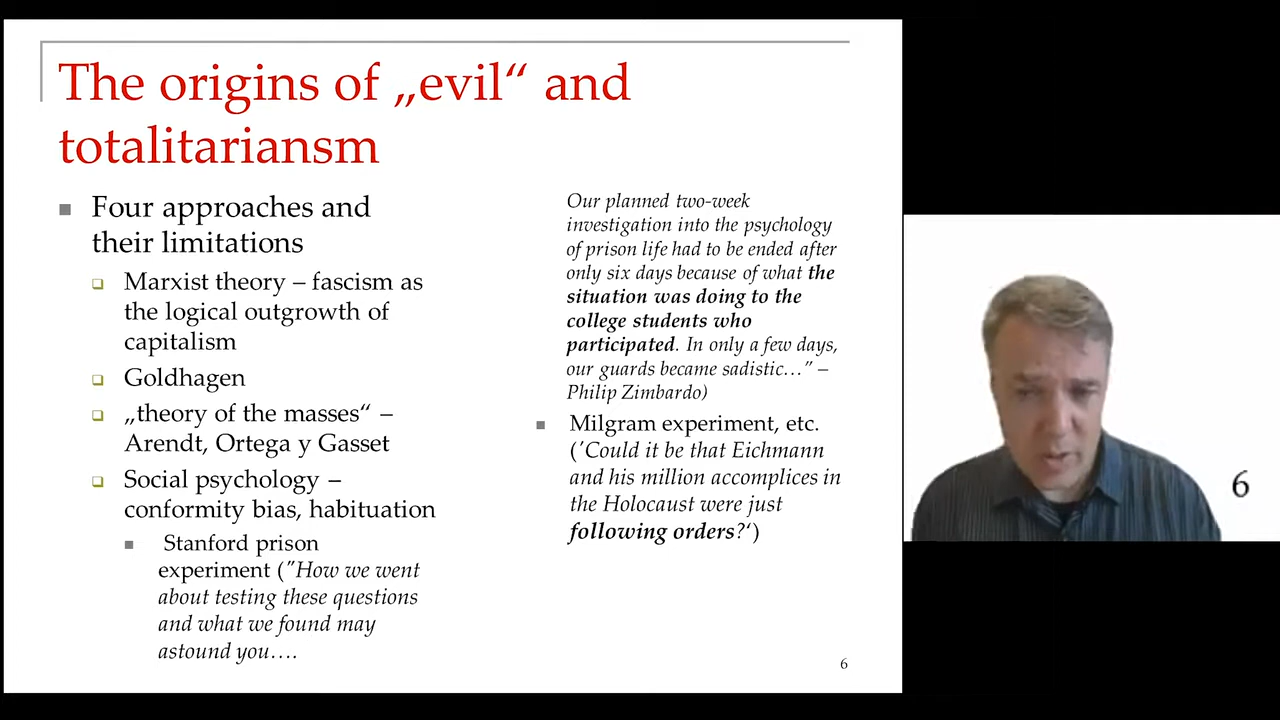 The origins of „evil“ and
totalitariansm
Four approaches and
their limitations
Marxist theory – fascism as
the logical outgrowth of
capitalism
Goldhagen
„theory of the masses“ –
Arendt, Ortega y Gasset
Social psychology –
conformity bias, habituation
Stanford prison
experiment (”How we went
about testing these questions
and what we found may
astound you….
Our planned two-week
investigation into the psychology
of prison life had to be ended after
only six days because of what the
situation was doing to the
college students who
participated. In only a few days,
our guards became sadistic…” –
Philip Zimbardo)
Milgram experiment, etc.
(’Could it be that Eichmann
and his million accomplices in
the Holocaust were just
following orders?‘)
6
6